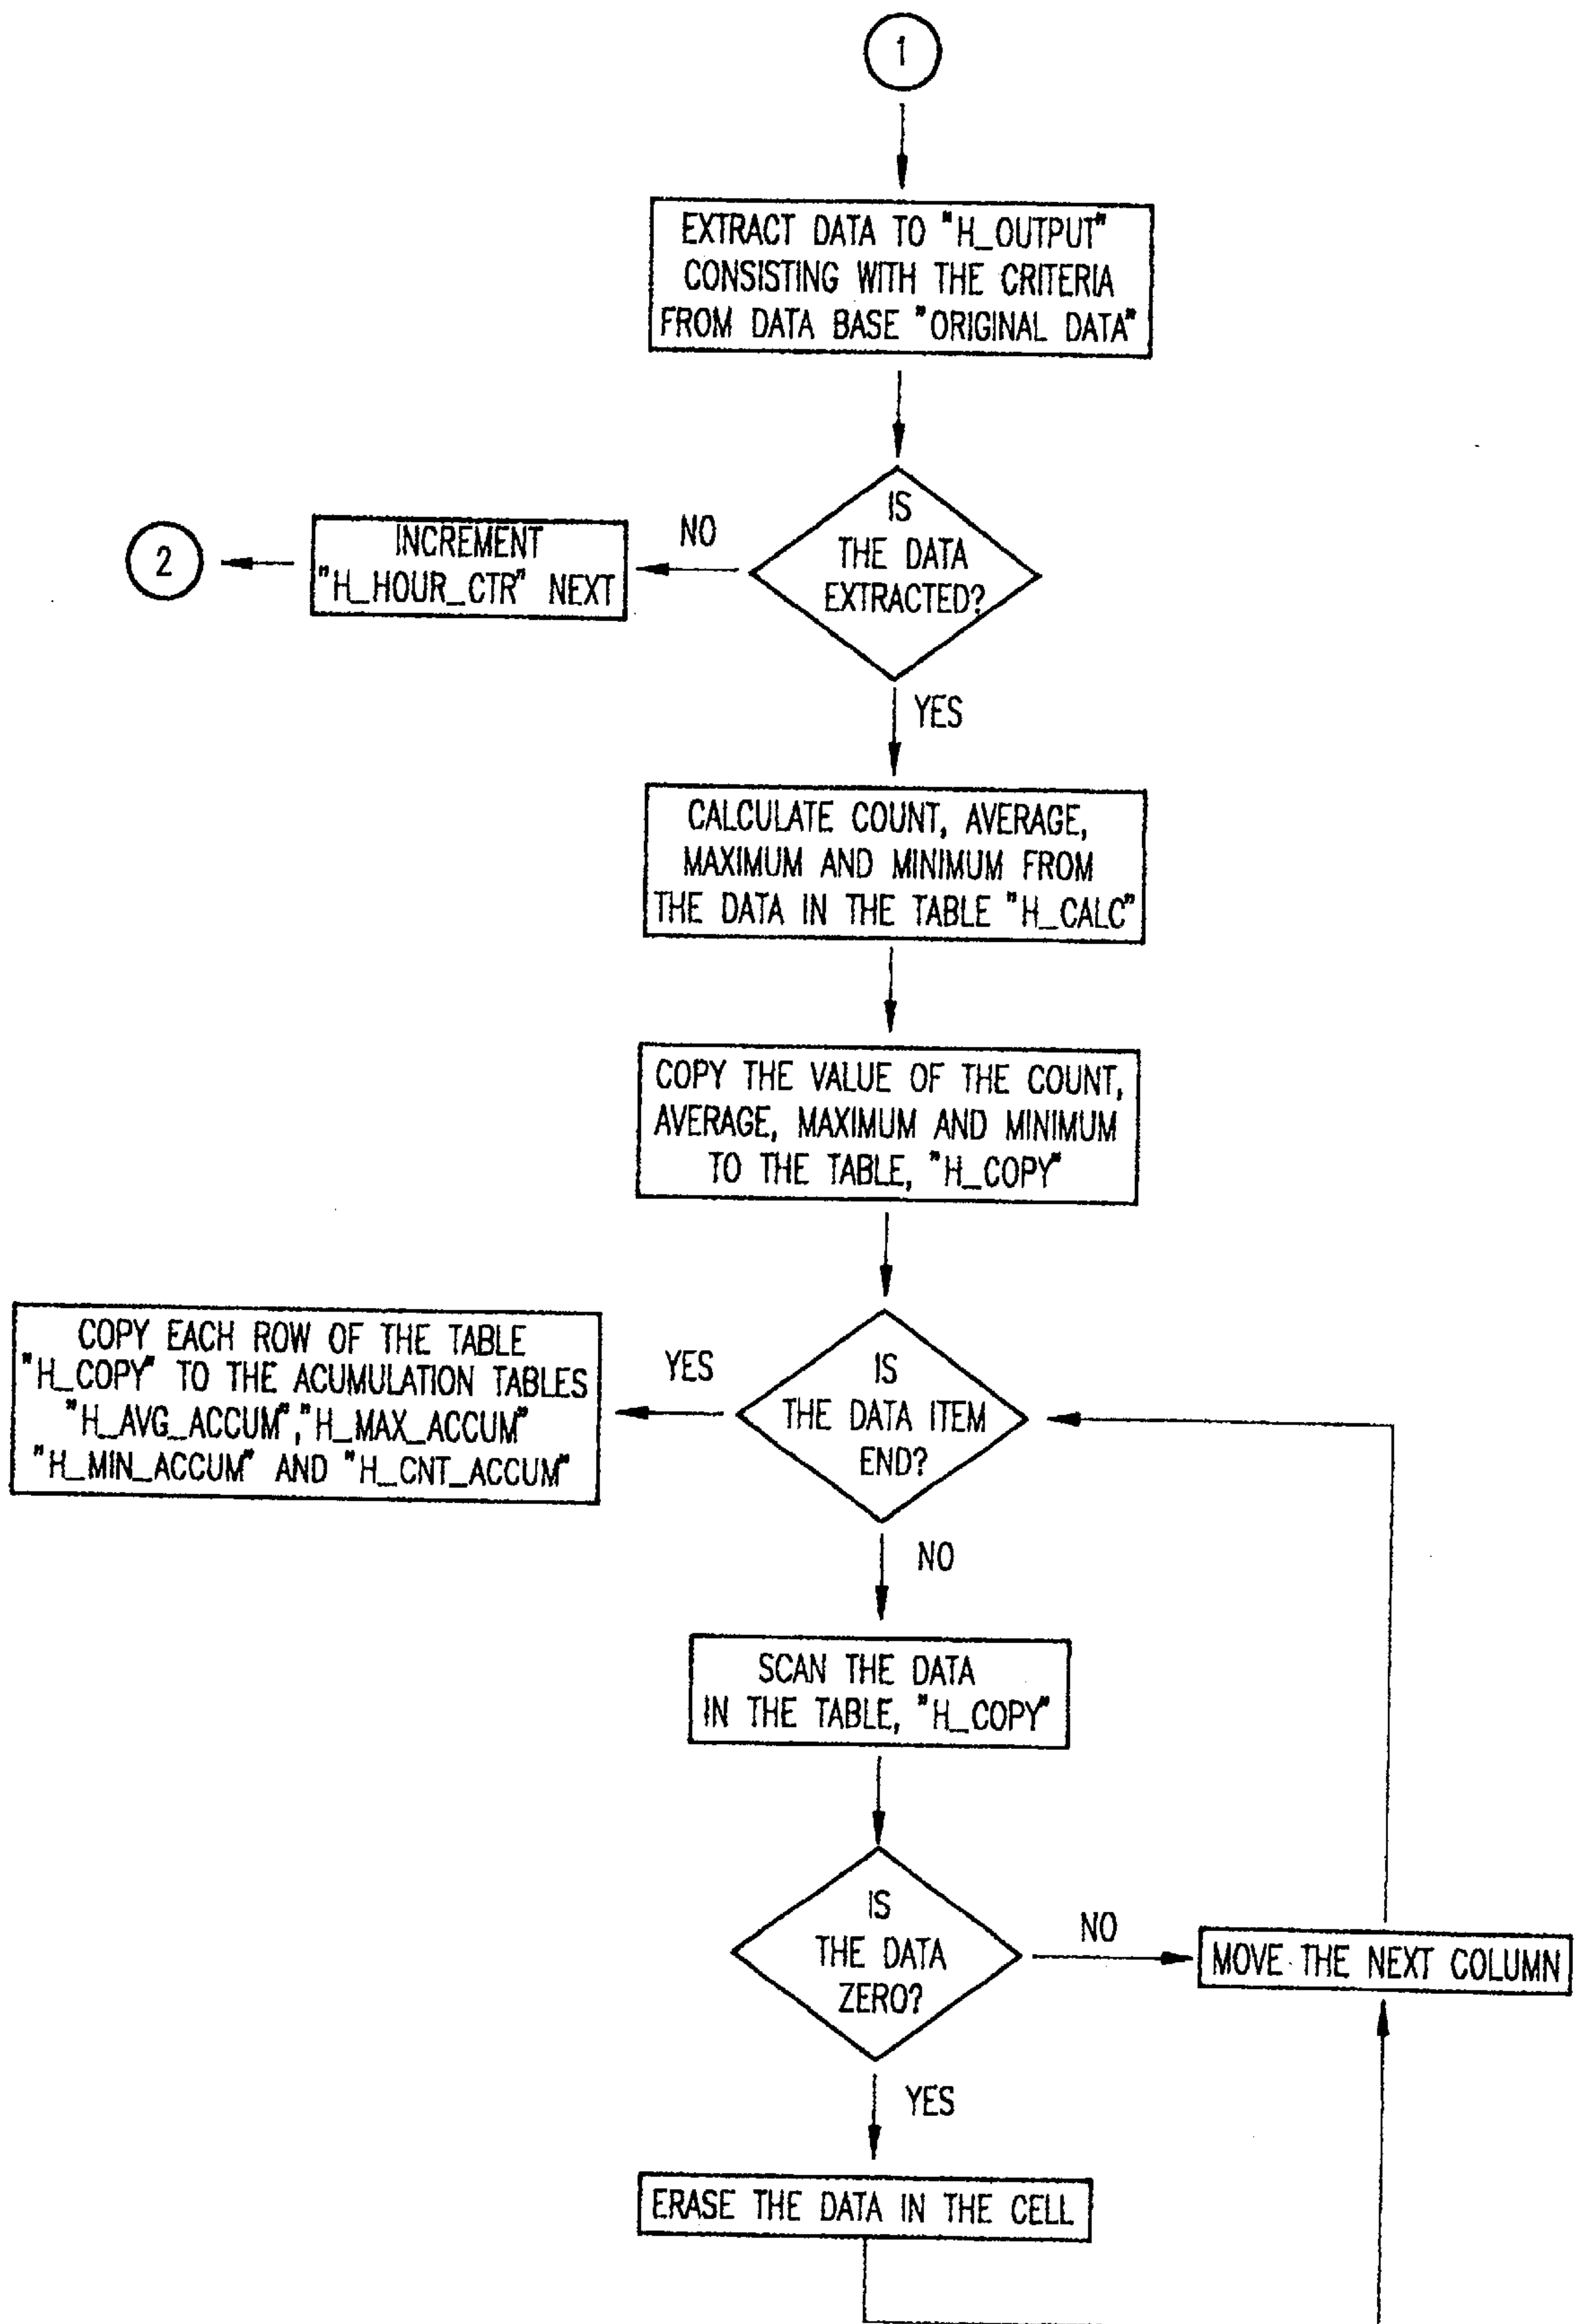 1
EXTRACT DATA TO "H_OUTPUT"
CONSISTING WITH THE CRITERIA
FROM DATA BASE "ORIGINAL DATA"
IS
THE DATA
EXTRACTED?
NO
INCREMENT
"H_HOUR_CTR" NEXT
2
YES
CALCULATE COUNT, AVERAGE,
MAXIMUM AND MINIMUM FROM
THE DATA IN THE TABLE "H_CALC"
COPY THE VALUE OF THE COUNT,
AVERAGE, MAXIMUM AND MINIMUM
TO THE TABLE, "H_COPY"
IS
THE DATA ITEM
END?
YES
COPY EACH ROW OF THE TABLE
"H_COPY" TO THE ACUMULATION TABLES
"H_AVG_ACCUM","H_MAX_ACCUM"
"H_MIN_ACCUM" AND "H_CNT_ACCUM"
NO
SCAN THE DATA
IN THE TABLE, "H_COPY"
IS
THE DATA
ZERO?
NO
MOVE THE NEXT COLUMN
YES
ERASE THE DATA IN THE CELL